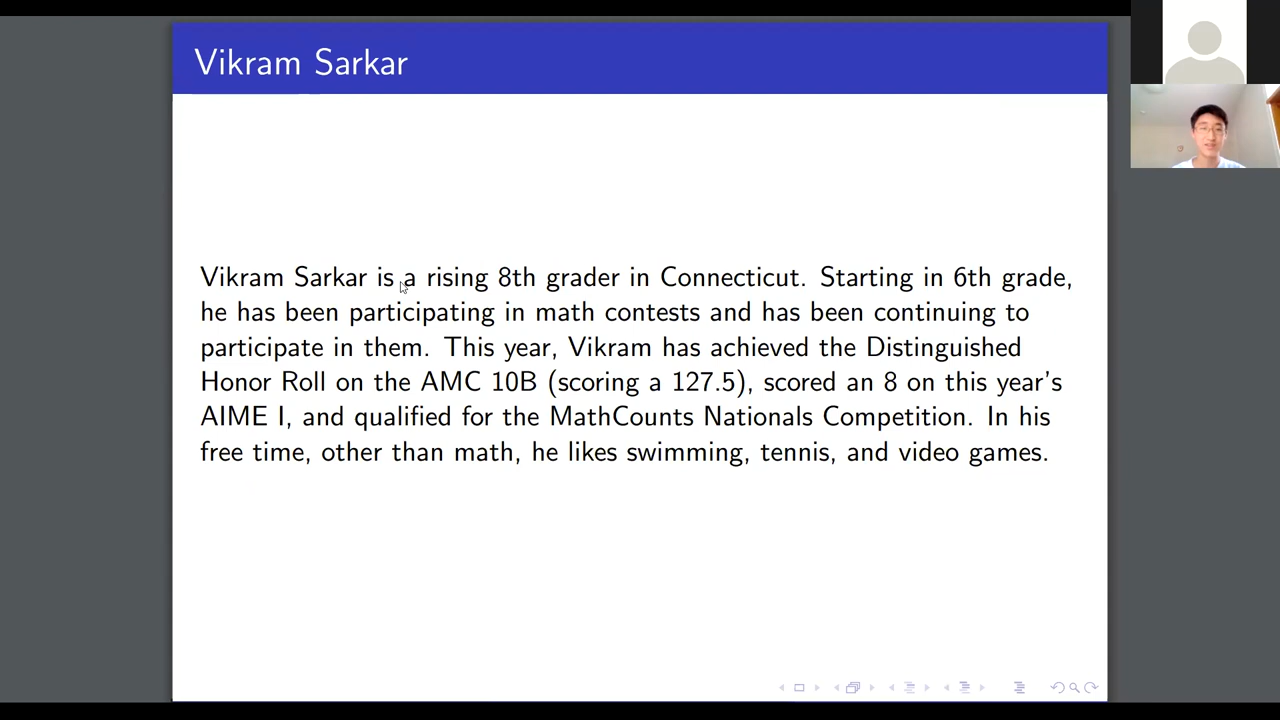 Vikram Sarkar
Vikram Sarkar is a rising 8th grader in Connecticut. Starting in 6th grade,
he has been participating in math contests and has been continuing to
participate in them. This year, Vikram has achieved the Distinguished
Honor Roll on the AMC 10B (scoring a 127.5), scored an 8 on this year's
AIME I, and qualified for the MathCounts Nationals Competition. In his
free time, other than math, he likes swimming, tennis, and video games.